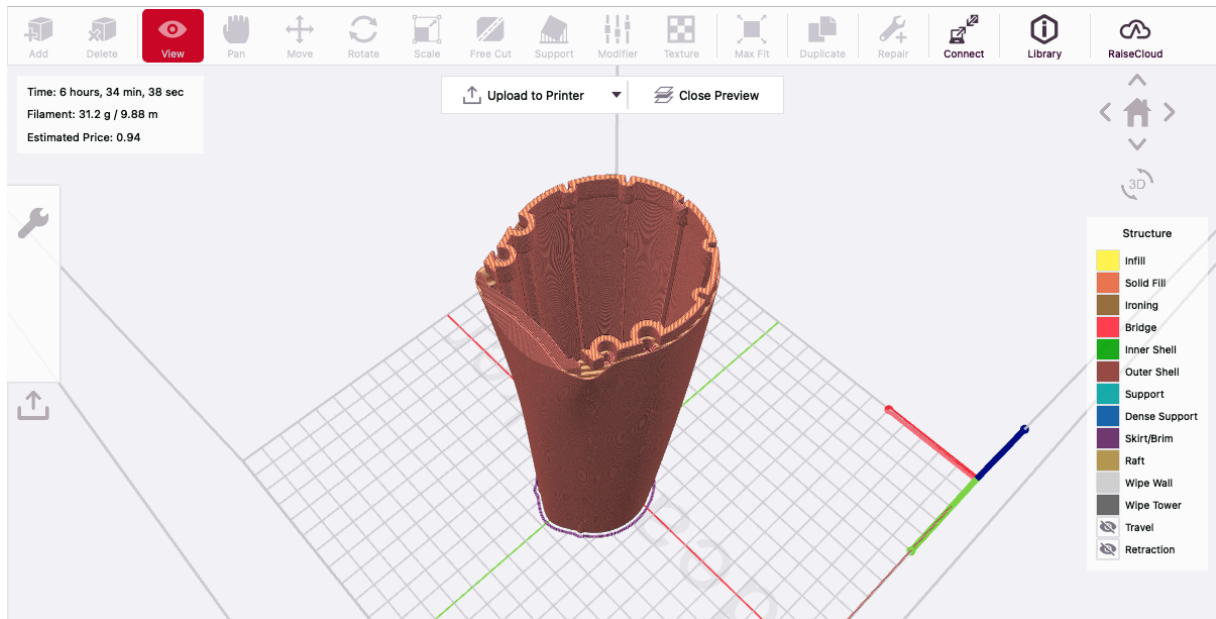 Add
Delete
View
Pan
Move
Rotate
Scale
Free Cut
Support
Modifier
Texture
Max Fit
Duplicate
Repair
Connect
Library
RaiseCloud
Time: 6 hours, 34 min, 38 sec
Filament: 31.2 g / 9.88 m
Estimated Price: 0.94
Upload to Printer
Close Preview
3D
Structure
Infill
Solid Fill
Ironing
Bridge
Inner Shell
Outer Shell
Support
Dense Support
Skirt/Brim
Raft
Wipe Wall
Wipe Tower
Travel
Retraction